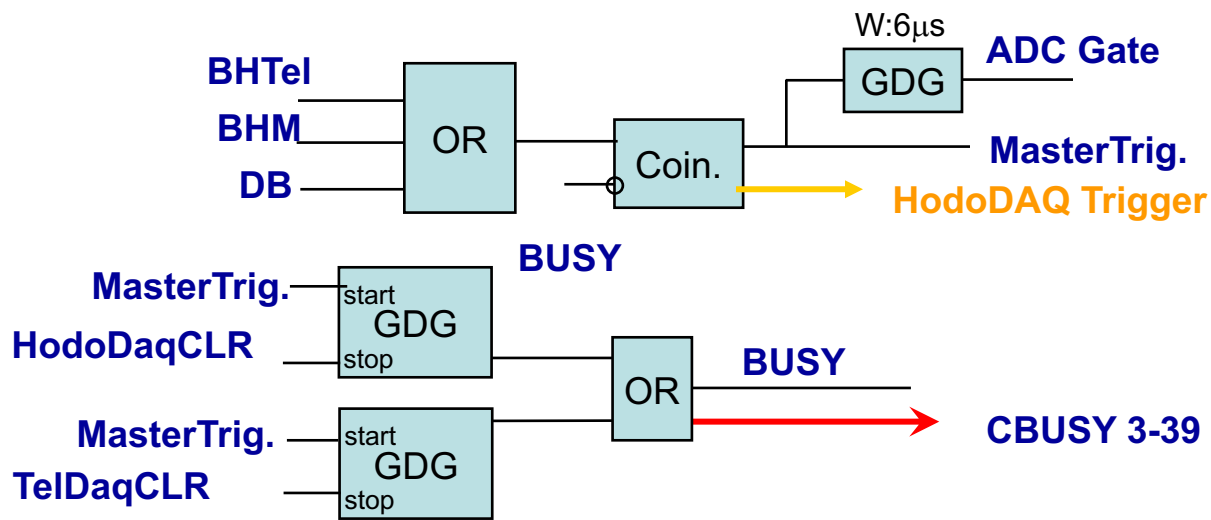 W:6μs
BHTel
GDG
ADC Gate
BHM
OR
Coin.
MasterTrig.
DB
HodoDAQ Trigger
BUSY
MasterTrig.
start
GDG
HodoDaqCLR
stop
OR
BUSY
CBUSY 3-39
MasterTrig.
start
GDG
TelDaqCLR
stop